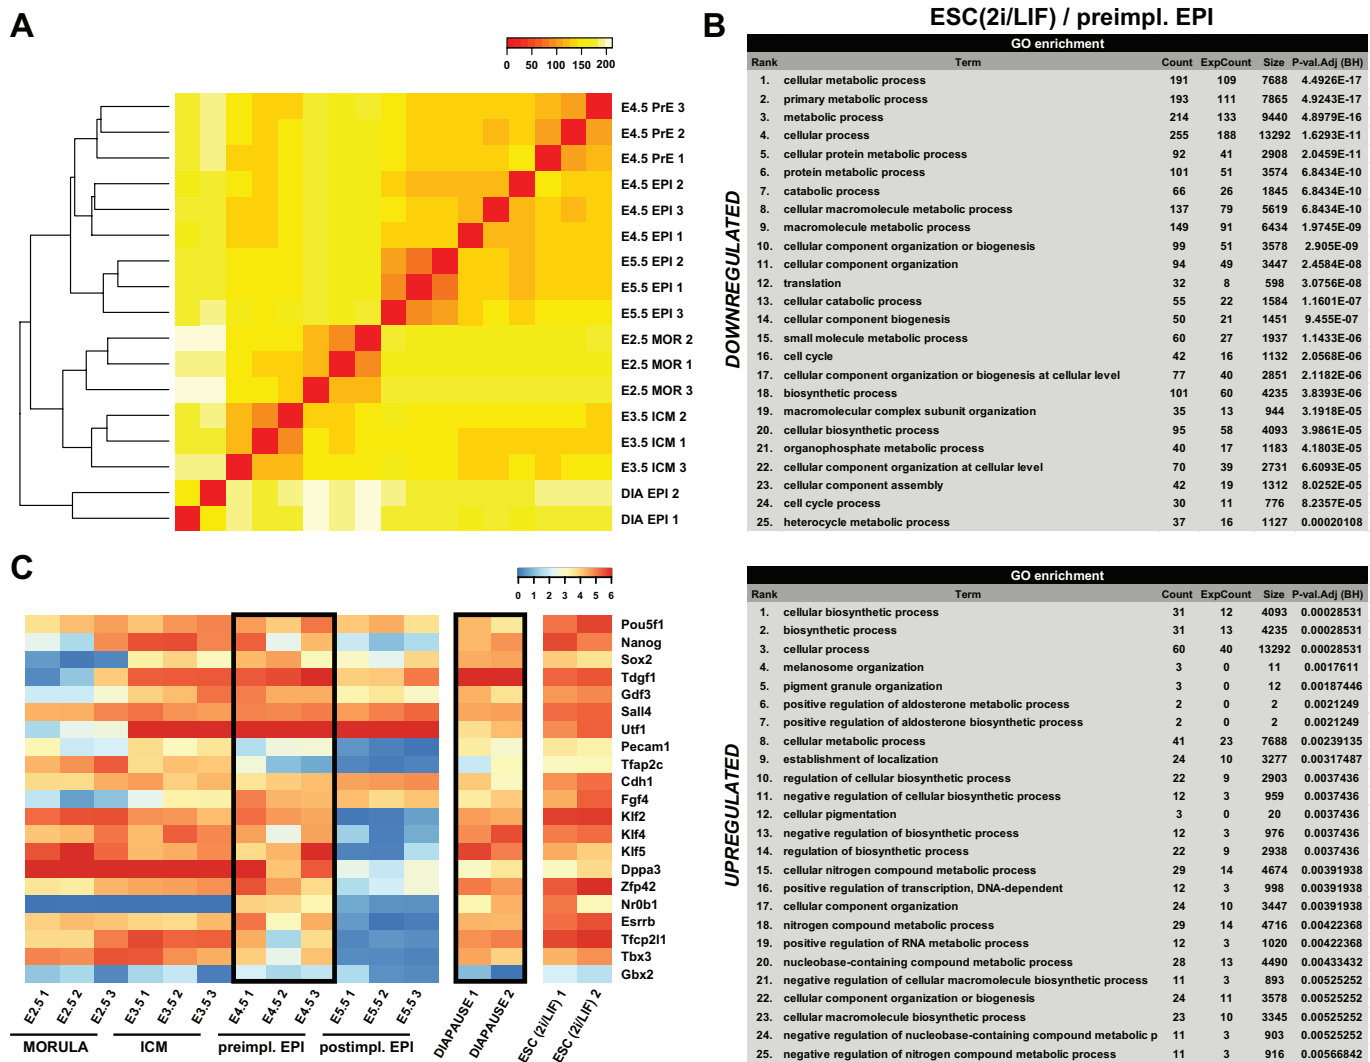 A
0 50 100 150 200
E4.5 PrE 3
E4.5 PrE 2
E4.5 PrE 1
E4.5 EPI 2
E4.5 EPI 3
E4.5 EPI 1
E5.5 EPI 2
E5.5 EPI 1
E5.5 EPI 3
E2.5 MOR 2
E2.5 MOR 1
E2.5 MOR 3
E3.5 ICM 2
E3.5 ICM 1
E3.5 ICM 3
DIA EPI 2
DIA EPI 1
B
ESC(2i/LIF) / preimpl. EPI
DOWNREGULATED
GO enrichment
Rank Term Count ExpCount Size P-val.Adj (BH)
1. cellular metabolic process 191 109 7688 4.4926E-17
2. primary metabolic process 193 111 7865 4.9243E-17
3. metabolic process 214 133 9440 4.8979E-16
4. cellular process 255 188 13292 1.6293E-11
5. cellular protein metabolic process 92 41 2908 2.0459E-11
6. protein metabolic process 101 51 3574 6.8434E-10
7. catabolic process 66 26 1845 6.8434E-10
8. cellular macromolecule metabolic process 137 79 5619 6.8434E-10
9. macromolecule metabolic process 149 91 6434 1.9745E-09
10. cellular component organization or biogenesis 99 51 3578 2.905E-09
11. cellular component organization 94 49 3447 2.4584E-08
12. translation 32 8 598 3.0756E-08
13. cellular catabolic process 55 22 1584 1.1601E-07
14. cellular component biogenesis 50 21 1451 9.455E-07
15. small molecule metabolic process 60 27 1937 1.1433E-06
16. cell cycle 42 16 1132 2.0568E-06
17. cellular component organization or biogenesis at cellular level 77 40 2851 2.1182E-06
18. biosynthetic process 101 60 4235 3.8393E-06
19. macromolecular complex subunit organization 35 13 944 3.1918E-05
20. cellular biosynthetic process 95 58 4093 3.9861E-05
21. organophosphate metabolic process 40 17 1183 4.1803E-05
22. cellular component organization at cellular level 70 39 2731 6.6093E-05
23. cellular component assembly 42 19 1312 8.0252E-05
24. cell cycle process 30 11 776 8.2357E-05
25. heterocycle metabolic process 37 16 1127 0.00020108
UPREGULATED
GO enrichment
Rank Term Count ExpCount Size P-val.Adj (BH)
1. cellular biosynthetic process 31 12 4093 0.00028531
2. biosynthetic process 31 13 4235 0.00028531
3. cellular process 60 40 13292 0.00028531
4. melanosome organization 3 0 11 0.0017611
5. pigment granule organization 3 0 12 0.00187446
6. positive regulation of aldosterone metabolic process 2 0 2 0.0021249
7. positive regulation of aldosterone biosynthetic process 2 0 2 0.0021249
8. cellular metabolic process 41 23 7688 0.00239135
9. establishment of localization 24 10 3277 0.00317487
10. regulation of cellular biosynthetic process 22 9 2903 0.0037436
11. negative regulation of cellular biosynthetic process 12 3 959 0.0037436
12. cellular pigmentation 3 0 20 0.0037436
13. negative regulation of biosynthetic process 12 3 976 0.0037436
14. regulation of biosynthetic process 22 9 2938 0.0037436
15. cellular nitrogen compound metabolic process 29 14 4674 0.00391938
16. positive regulation of transcription, DNA-dependent 12 3 998 0.00391938
17. cellular component organization 24 10 3447 0.00391938
18. nitrogen compound metabolic process 29 14 4716 0.00422368
19. positive regulation of RNA metabolic process 12 3 1020 0.00422368
20. nucleobase-containing compound metabolic process 28 13 4490 0.00433432
21. negative regulation of cellular macromolecule biosynthetic process 11 3 893 0.00525252
22. cellular component organization or biogenesis 24 11 3578 0.00525252
23. cellular macromolecule biosynthetic process 23 10 3345 0.00525252
24. negative regulation of nucleobase-containing compound metabolic p 11 3 903 0.00525252
25. negative regulation of nitrogen compound metabolic process 11 3 916 0.00566842
C
0 1 2 3 4 5 6
Pou5f1
Nanog
Sox2
Tdgf1
Gdf3
Sall4
Utf1
Pecam1
Tfap2c
Cdh1
Fgf4
Klf2
Klf4
Klf5
Dppa3
Zfp42
Nr0b1
Esrrb
Tfcp2l1
Tbx3
Gbx2
E2.5 1 E2.5 2 E2.5 3 E3.5 1 E3.5 2 E3.5 3 E4.5 1 E4.5 2 E4.5 3 E5.5 1 E5.5 2 E5.5 3 DIAPAUSE 1 DIAPAUSE 2 ESC (2i/LIF) 1 ESC (2i/LIF) 2
MORULA ICM preimpl. EPI postimpl. EPI